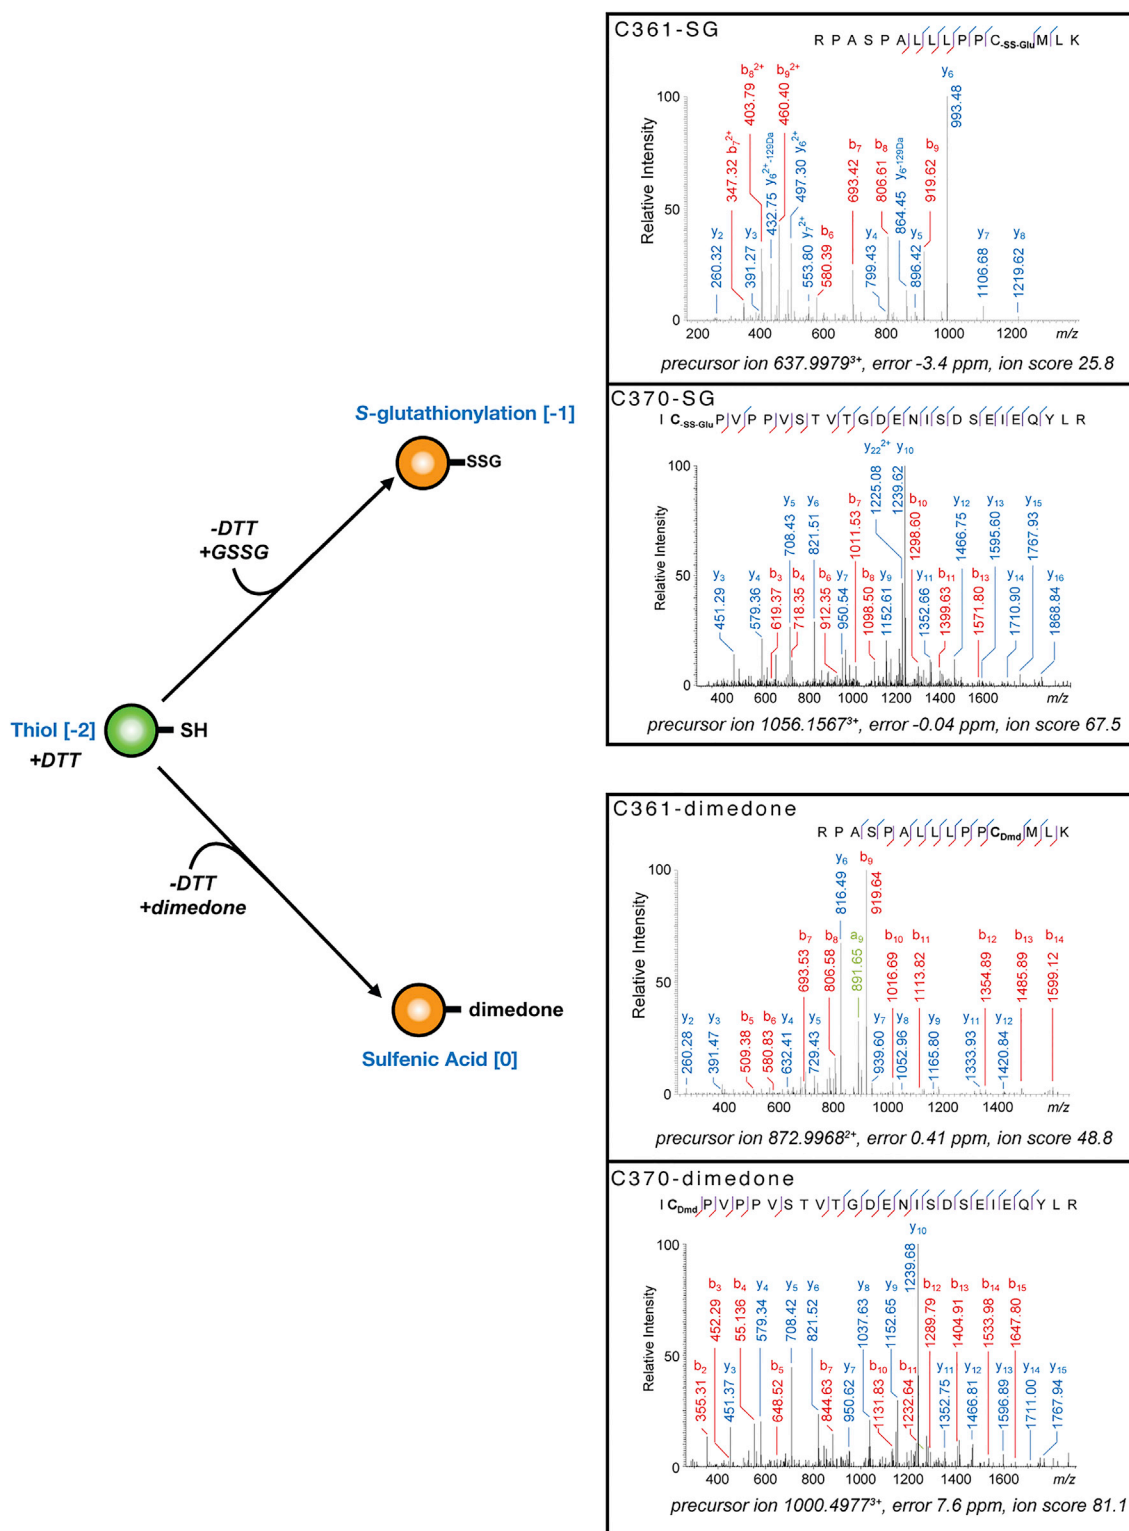 S-glutathionylation [-1]
SSG
-DTT
+GSSG
Thiol [-2]
SH
+DTT
-DTT
+dimedone
dimedone
Sulfenic Acid [0]
C361-SG
R P A S P A L L L P P C-SS-Glu M L K
Relative Intensity
100
50
0
y2 260.32
347.32 b7 2+
y3 391.27
b8 2+ 403.79
432.75 y6 2+-129Da
b9 2+ 460.40
497.30 y6 2+
553.80 y7 2+
b6 580.39
b7 693.42
y4 799.43
b8 806.61
864.45 y6-129Da
y5 896.42
b9 919.62
y6 993.48
y7 1106.68
y8 1219.62
200 400 600 800 1000 1200 m/z
precursor ion 637.99793+, error -3.4 ppm, ion score 25.8
C370-SG
I C-SS-Glu P V P P V S T V T G D E N I S D S E I E Q Y L R
Relative Intensity
100
50
0
y3 451.29
y4 579.36
b3 619.37
y5 708.43
b4 718.35
y6 821.51
b6 912.35
y7 950.54
b7 1011.53
b8 1098.50
y9 1152.61
y22 2+ 1225.08
y10 1239.62
b10 1298.60
y11 1352.66
b11 1399.63
y12 1466.75
b13 1571.80
y13 1595.60
y14 1710.90
y15 1767.93
y16 1868.84
400 600 800 1000 1200 1400 1600
precursor ion 1056.15673+, error -0.04 ppm, ion score 67.5
C361-dimedone
R P A S P A L L L P P CDmd M L K
Relative Intensity
100
50
0
y2 260.28
y3 391.47
b5 509.38
b6 580.83
y4 632.41
b7 693.53
y5 729.43
b8 806.58
y6 816.49
a9 891.65
b9 919.64
y7 939.60
b10 1016.69
y8 1052.96
b11 1113.82
y9 1165.80
y11 1333.93
b12 1354.89
y12 1420.84
b13 1485.89
b14 1599.12
400 600 800 1000 1200 1400 m/z
precursor ion 872.99682+, error 0.41 ppm, ion score 48.8
C370-dimedone
I CDmd P V P P V S T V T G D E N I S D S E I E Q Y L R
Relative Intensity
100
50
0
b2 355.31
b3 452.29
y3 451.37
b4 55.136
y4 579.34
b5 648.52
y5 708.42
y6 821.52
b7 844.63
y7 950.62
y8 1037.63
b10 1131.83
y9 1152.65
b11 1232.64
y10 1239.68
b12 1289.79
y11 1352.75
b13 1404.91
y12 1466.81
b14 1533.98
y13 1596.89
b15 1647.80
y14 1711.00
y15 1767.94
400 600 800 1000 1200 1400 1600 m/z
precursor ion 1000.49773+, error 7.6 ppm, ion score 81.1